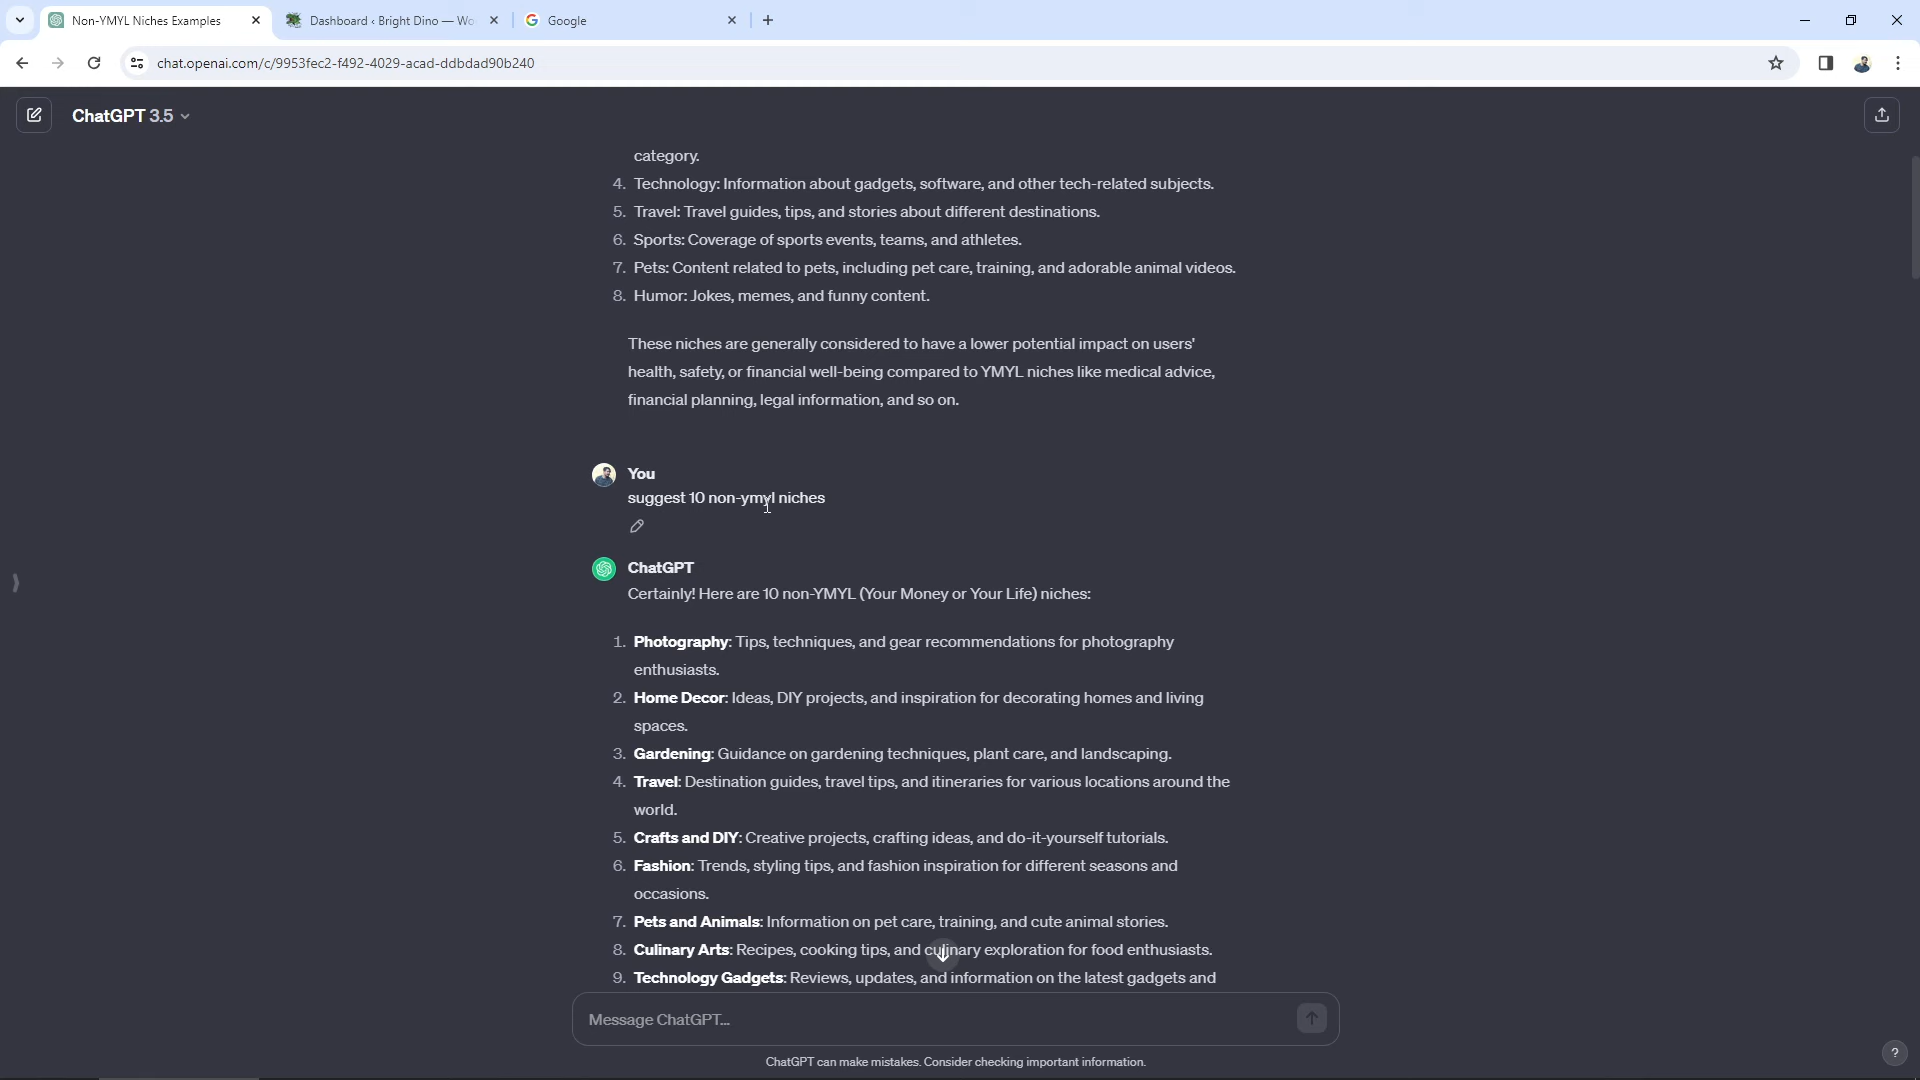 Non-YMYL Niches Examples
Dashboard ‹ Bright Dino — Wo
Google
chat.openai.com/c/9953fec2-f492-4029-acad-ddbdad90b240
ChatGPT 3.5
category.
4. Technology: Information about gadgets, software, and other tech-related subjects.
5. Travel: Travel guides, tips, and stories about different destinations.
6. Sports: Coverage of sports events, teams, and athletes.
7. Pets: Content related to pets, including pet care, training, and adorable animal videos.
8. Humor: Jokes, memes, and funny content.
These niches are generally considered to have a lower potential impact on users'
health, safety, or financial well-being compared to YMYL niches like medical advice,
financial planning, legal information, and so on.
You
suggest 10 non-ymyl niches
ChatGPT
Certainly! Here are 10 non-YMYL (Your Money or Your Life) niches:
1. Photography: Tips, techniques, and gear recommendations for photography
enthusiasts.
2. Home Decor: Ideas, DIY projects, and inspiration for decorating homes and living
spaces.
3. Gardening: Guidance on gardening techniques, plant care, and landscaping.
4. Travel: Destination guides, travel tips, and itineraries for various locations around the
world.
5. Crafts and DIY: Creative projects, crafting ideas, and do-it-yourself tutorials.
6. Fashion: Trends, styling tips, and fashion inspiration for different seasons and
occasions.
7. Pets and Animals: Information on pet care, training, and cute animal stories.
8. Culinary Arts: Recipes, cooking tips, and culinary exploration for food enthusiasts.
9. Technology Gadgets: Reviews, updates, and information on the latest gadgets and
Message ChatGPT...
ChatGPT can make mistakes. Consider checking important information.
?